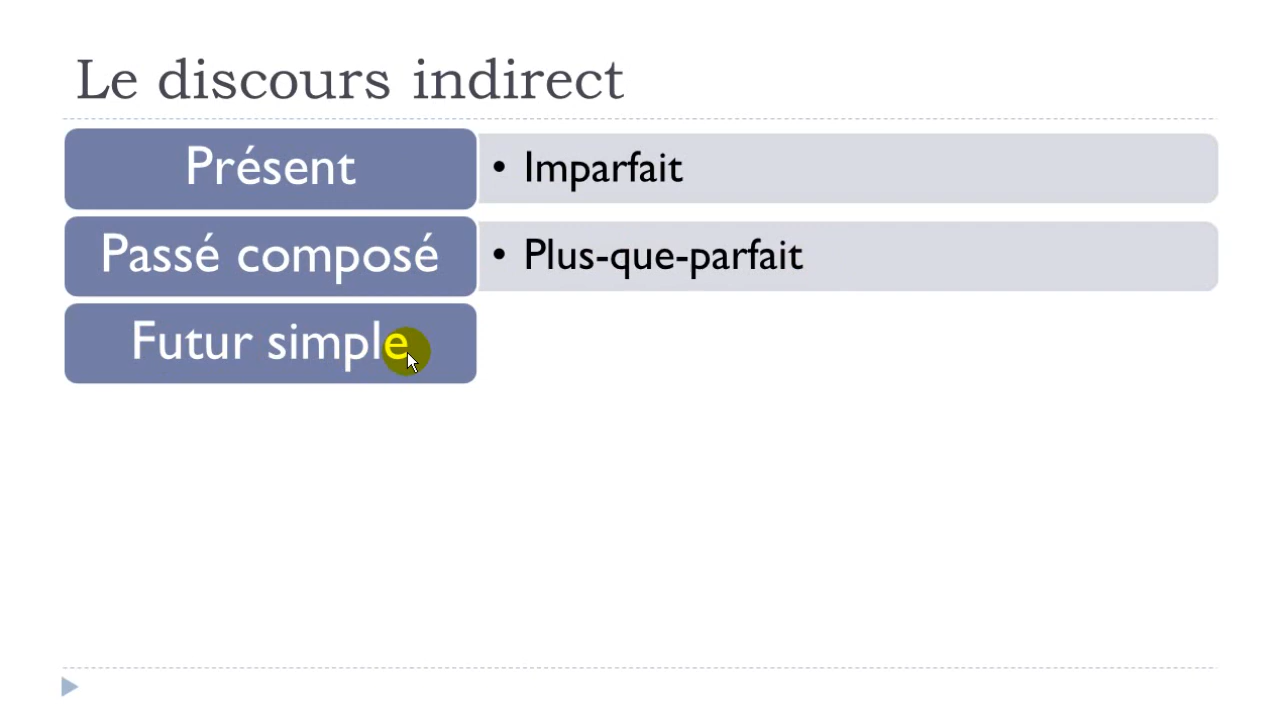 Le discours indirect
Présent
• Imparfait
Passé composé
• Plus-que-parfait
Futur simple